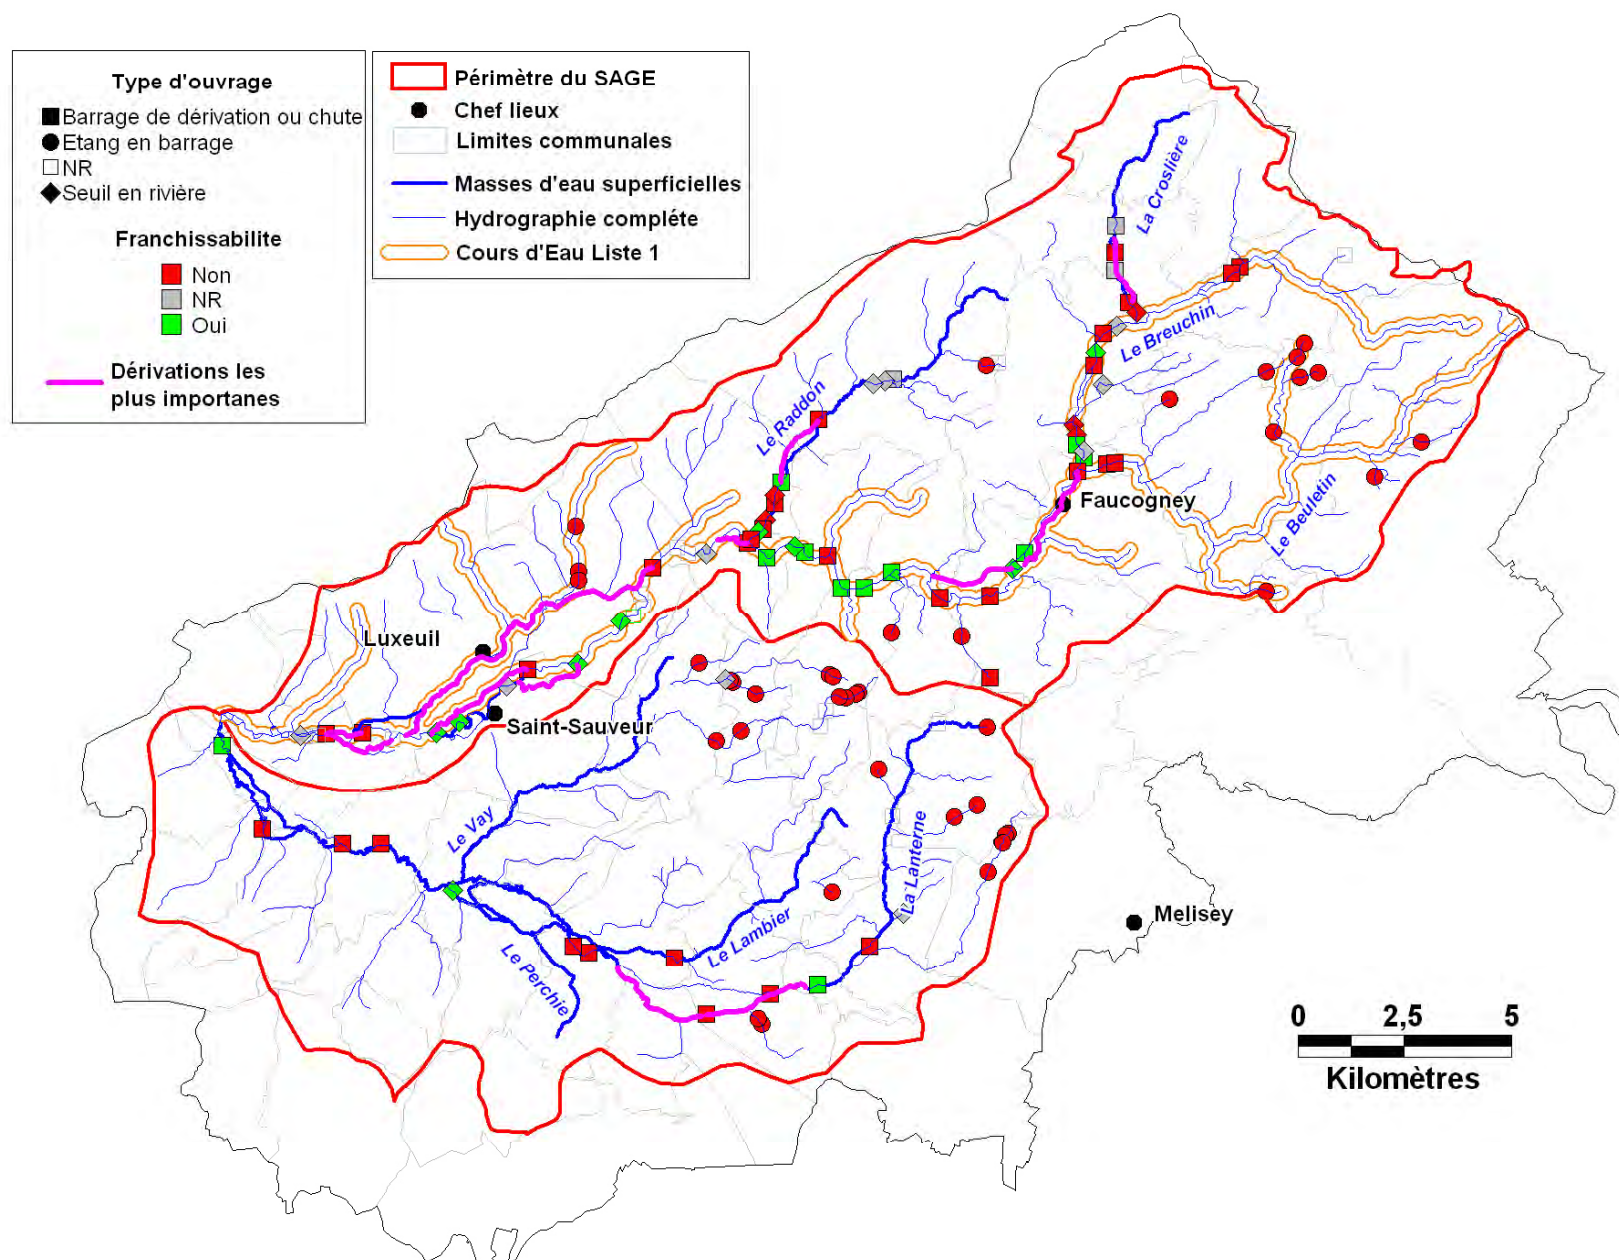 Type d'ouvrage
Barrage de dérivation ou chute
Etang en barrage
NR
Seuil en rivière
Franchissabilite
Non
NR
Oui
Dérivations les
plus importanes
Périmètre du SAGE
Chef lieux
Limites communales
Masses d'eau superficielles
Hydrographie compléte
Cours d'Eau Liste 1
La Croslière
Le Breuchin
Le Raddon
Faucogney
Le Beuletin
Luxeuil
Saint-Sauveur
Le Vay
La Lanterne
Le Lambier
Le Perchie
Melisey
0 2,5 5
Kilomètres